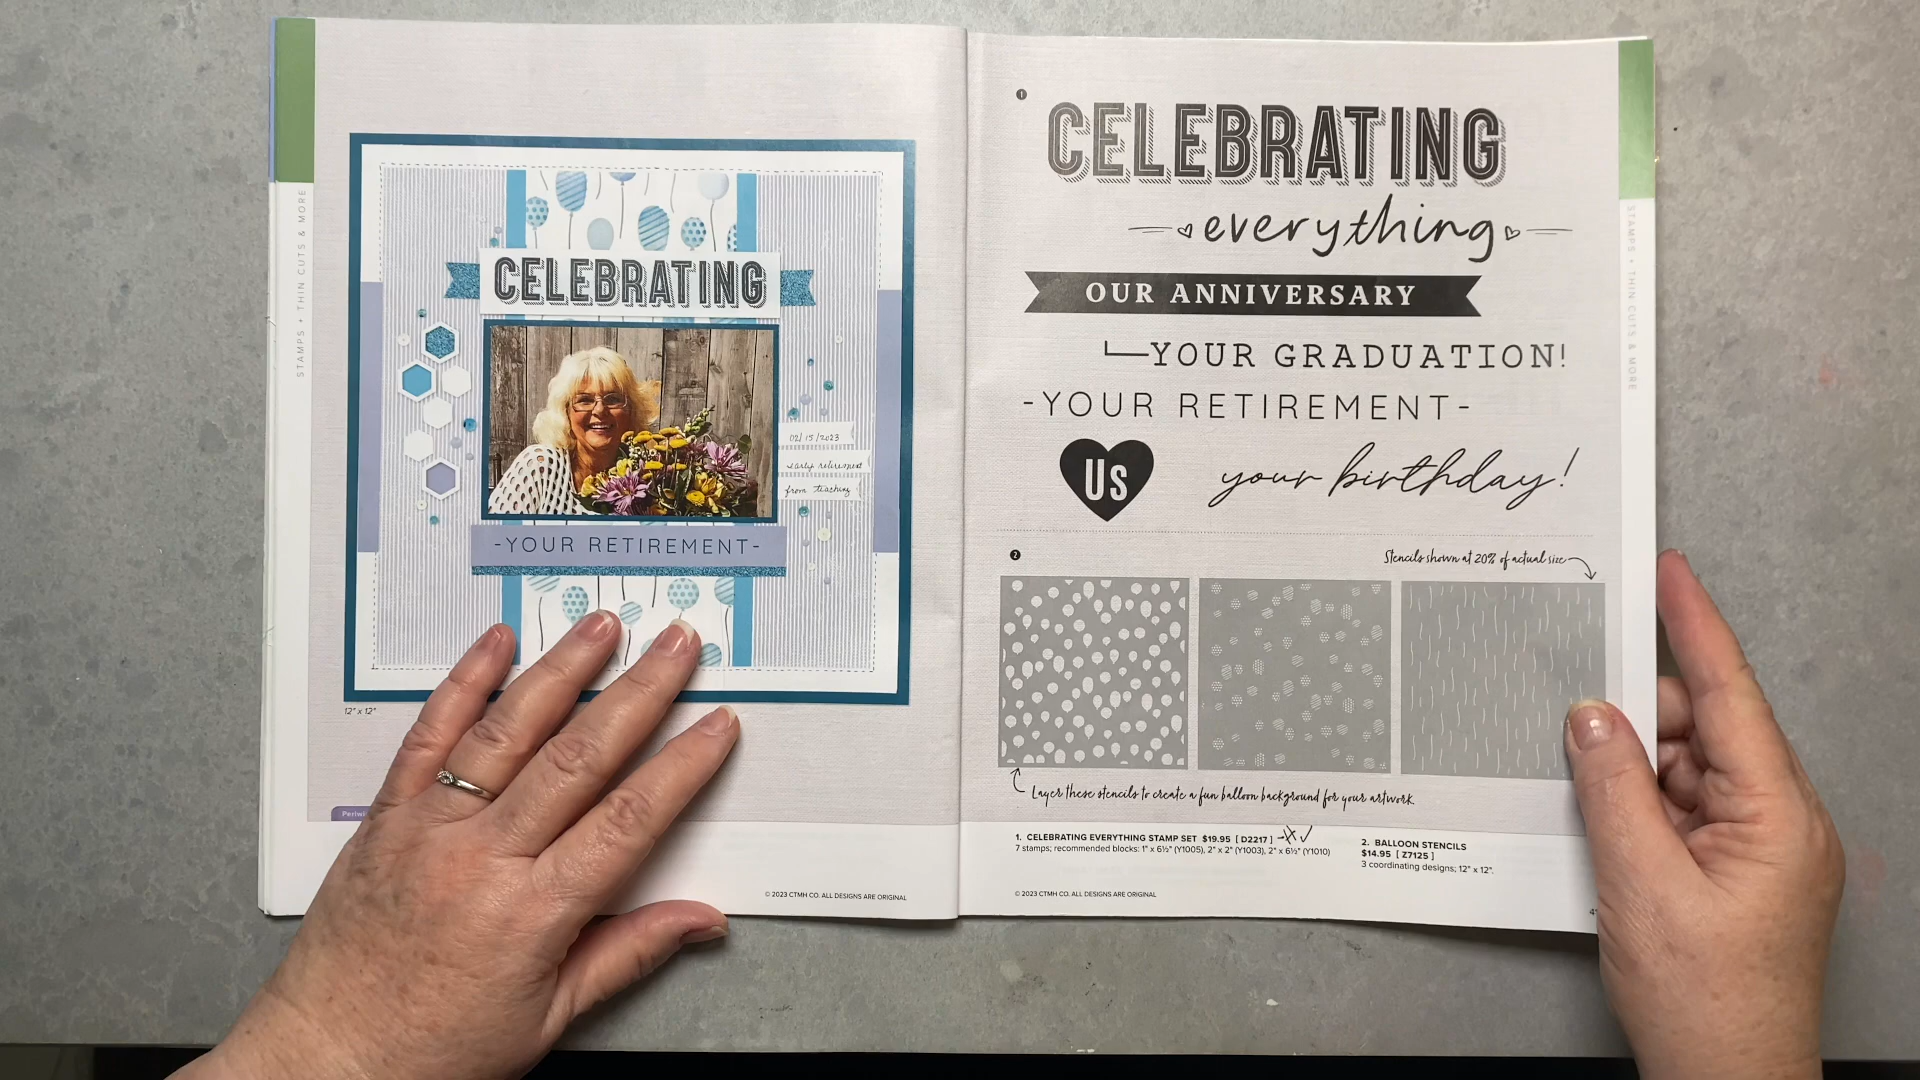 STAMPS + THIN CUTS & MORE
CELEBRATING
02/15/2023
early retirement
from teaching
-YOUR RETIREMENT-
12" x 12"
Periwi
© 2023 CTMH CO. ALL DESIGNS ARE ORIGINAL
1
CELEBRATING
everything
OUR ANNIVERSARY
YOUR GRADUATION!
-YOUR RETIREMENT-
US
your birthday!
2
Stencils shown at 20% of actual size
Layer these stencils to create a fun balloon background for your artwork.
1. CELEBRATING EVERYTHING STAMP SET $19.95 [ D2217 ]
7 stamps; recommended blocks: 1" x 6½" (Y1005), 2" x 2" (Y1003), 2" x 6½" (Y1010)
2. BALLOON STENCILS
$14.95 [ Z7125 ]
3 coordinating designs; 12" x 12".
© 2023 CTMH CO. ALL DESIGNS ARE ORIGINAL
STAMPS + THIN CUTS & MORE